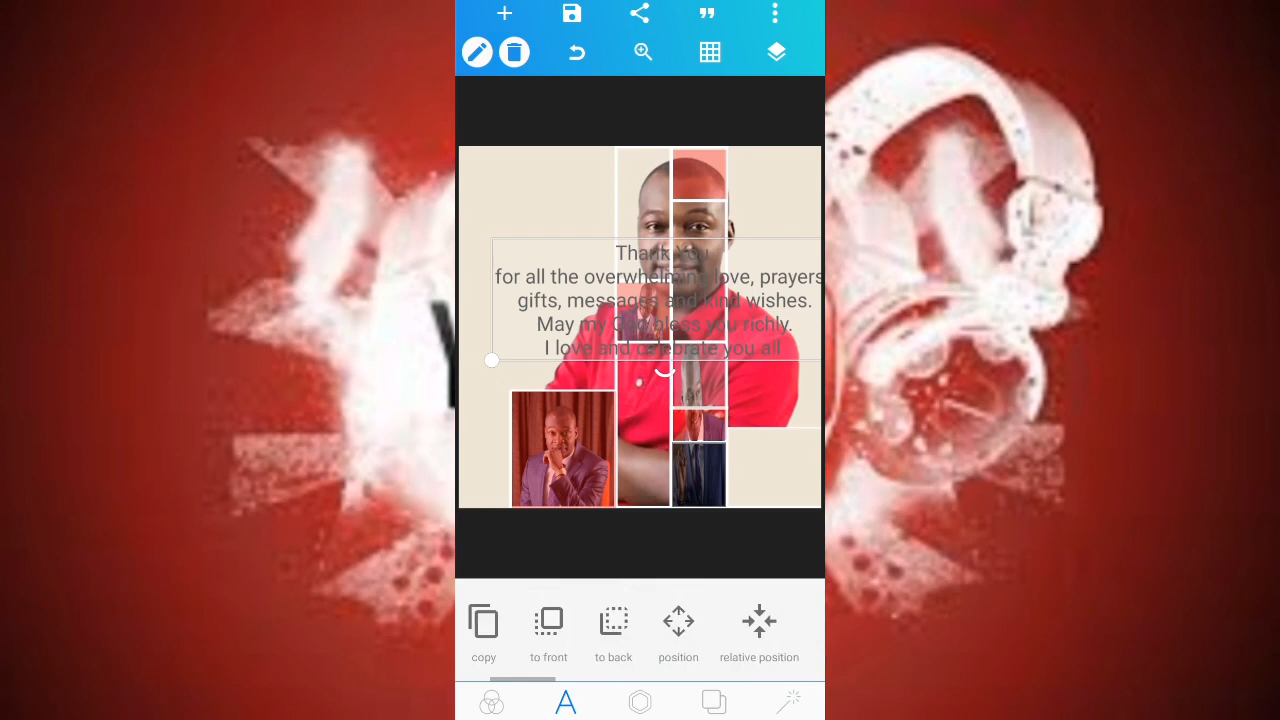 Thank You
for all the overwhelming love, prayers
gifts, messages and kind wishes.
May my God bless you richly.
I love and celebrate you all
copy
to front
to back
position
relative position